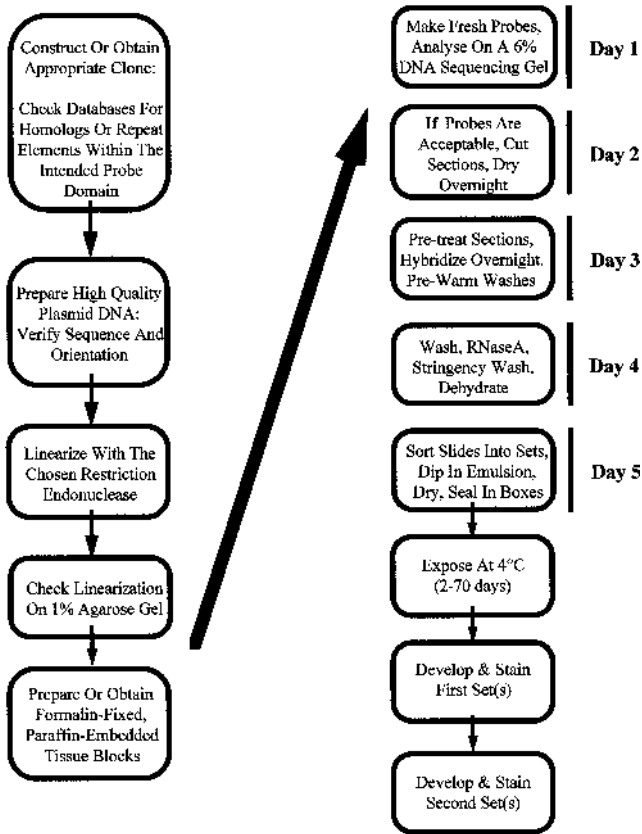 Construct Or Obtain
Appropriate Clone:
Check Databases For
Homologs Or Repeat
Elements Within The
Intended Probe
Domain
Prepare High Quality
Plasmid DNA:
Verify Sequence And
Orientation
Linearize With The
Chosen Restriction
Endonuclease
Check Linearization
On 1% Agarose Gel
Prepare Or Obtain
Formalin-Fixed,
Paraffin-Embedded
Tissue Blocks
Make Fresh Probes,
Analyse On A 6%
DNA Sequencing Gel
Day 1
If Probes Are
Acceptable, Cut
Sections, Dry
Overnight
Day 2
Pre-treat Sections,
Hybridize Overnight.
Pre-Warm Washes
Day 3
Wash, RNaseA,
Stringency Wash,
Dehydrate
Day 4
Sort Slides Into Sets,
Dip In Emulsion,
Dry, Seal In Boxes
Day 5
Expose At 4°C
(2-70 days)
Develop & Stain
First Set(s)
Develop & Stain
Second Set(s)